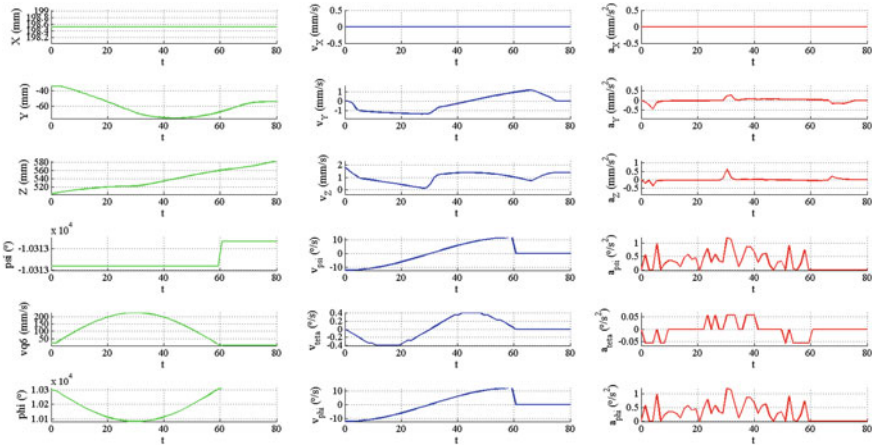 X (mm)
199
198.8
198.6
198.4
198.2
0 20 40 60 80
t
v_X (mm/s)
0.5
0
-0.5
0 20 40 60 80
t
a_X (mm/s²)
0.5
0
-0.5
0 20 40 60 80
t
Y (mm)
-40
-60
0 20 40 60 80
t
v_Y (mm/s)
1
0
-1
0 20 40 60 80
t
a_Y (mm/s²)
0.5
0
-0.5
0 20 40 60 80
t
Z (mm)
580
560
540
520
0 20 40 60 80
t
v_Z (mm/s)
2
1
0
0 20 40 60 80
t
a_Z (mm/s²)
0.5
0
-0.5
0 20 40 60 80
t
psi (º)
x 10⁴
-1.0313
-1.0313
0 20 40 60 80
t
v_psi (º/s)
10
0
-10
0 20 40 60 80
t
a_psi (º/s²)
1
0.5
0
0 20 40 60 80
t
vq6 (mm/s)
200
150
100
50
0 20 40 60 80
t
v_teta (º/s)
0.4
0.2
0
-0.2
-0.4
0 20 40 60 80
t
a_teta (º/s²)
0.05
0
-0.05
0 20 40 60 80
t
phi (º)
x 10⁴
1.03
1.02
1.01
0 20 40 60 80
t
v_phi (º/s)
10
0
-10
0 20 40 60 80
t
a_phi (º/s²)
1
0.5
0
0 20 40 60 80
t